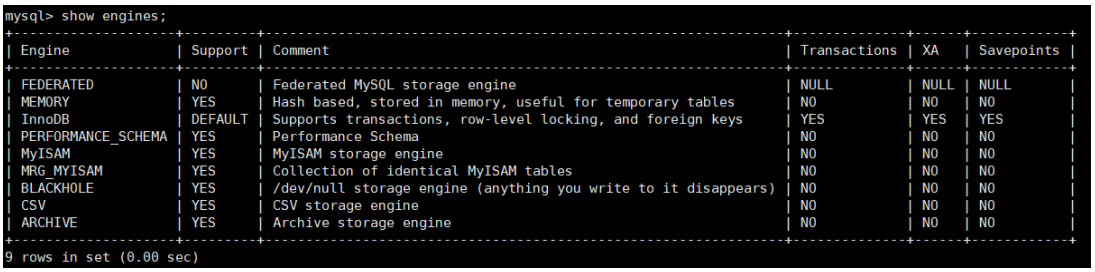 mysql> show engines;
+--------------------+---------+----------------------------------------------------------------+--------------+------+------------+
| Engine             | Support | Comment                                                        | Transactions | XA   | Savepoints |
+--------------------+---------+----------------------------------------------------------------+--------------+------+------------+
| FEDERATED          | NO      | Federated MySQL storage engine                                 | NULL         | NULL | NULL       |
| MEMORY             | YES     | Hash based, stored in memory, useful for temporary tables      | NO           | NO   | NO         |
| InnoDB             | DEFAULT | Supports transactions, row-level locking, and foreign keys     | YES          | YES  | YES        |
| PERFORMANCE_SCHEMA | YES     | Performance Schema                                             | NO           | NO   | NO         |
| MyISAM             | YES     | MyISAM storage engine                                          | NO           | NO   | NO         |
| MRG_MYISAM         | YES     | Collection of identical MyISAM tables                          | NO           | NO   | NO         |
| BLACKHOLE          | YES     | /dev/null storage engine (anything you write to it disappears) | NO           | NO   | NO         |
| CSV                | YES     | CSV storage engine                                             | NO           | NO   | NO         |
| ARCHIVE            | YES     | Archive storage engine                                         | NO           | NO   | NO         |
+--------------------+---------+----------------------------------------------------------------+--------------+------+------------+
9 rows in set (0.00 sec)